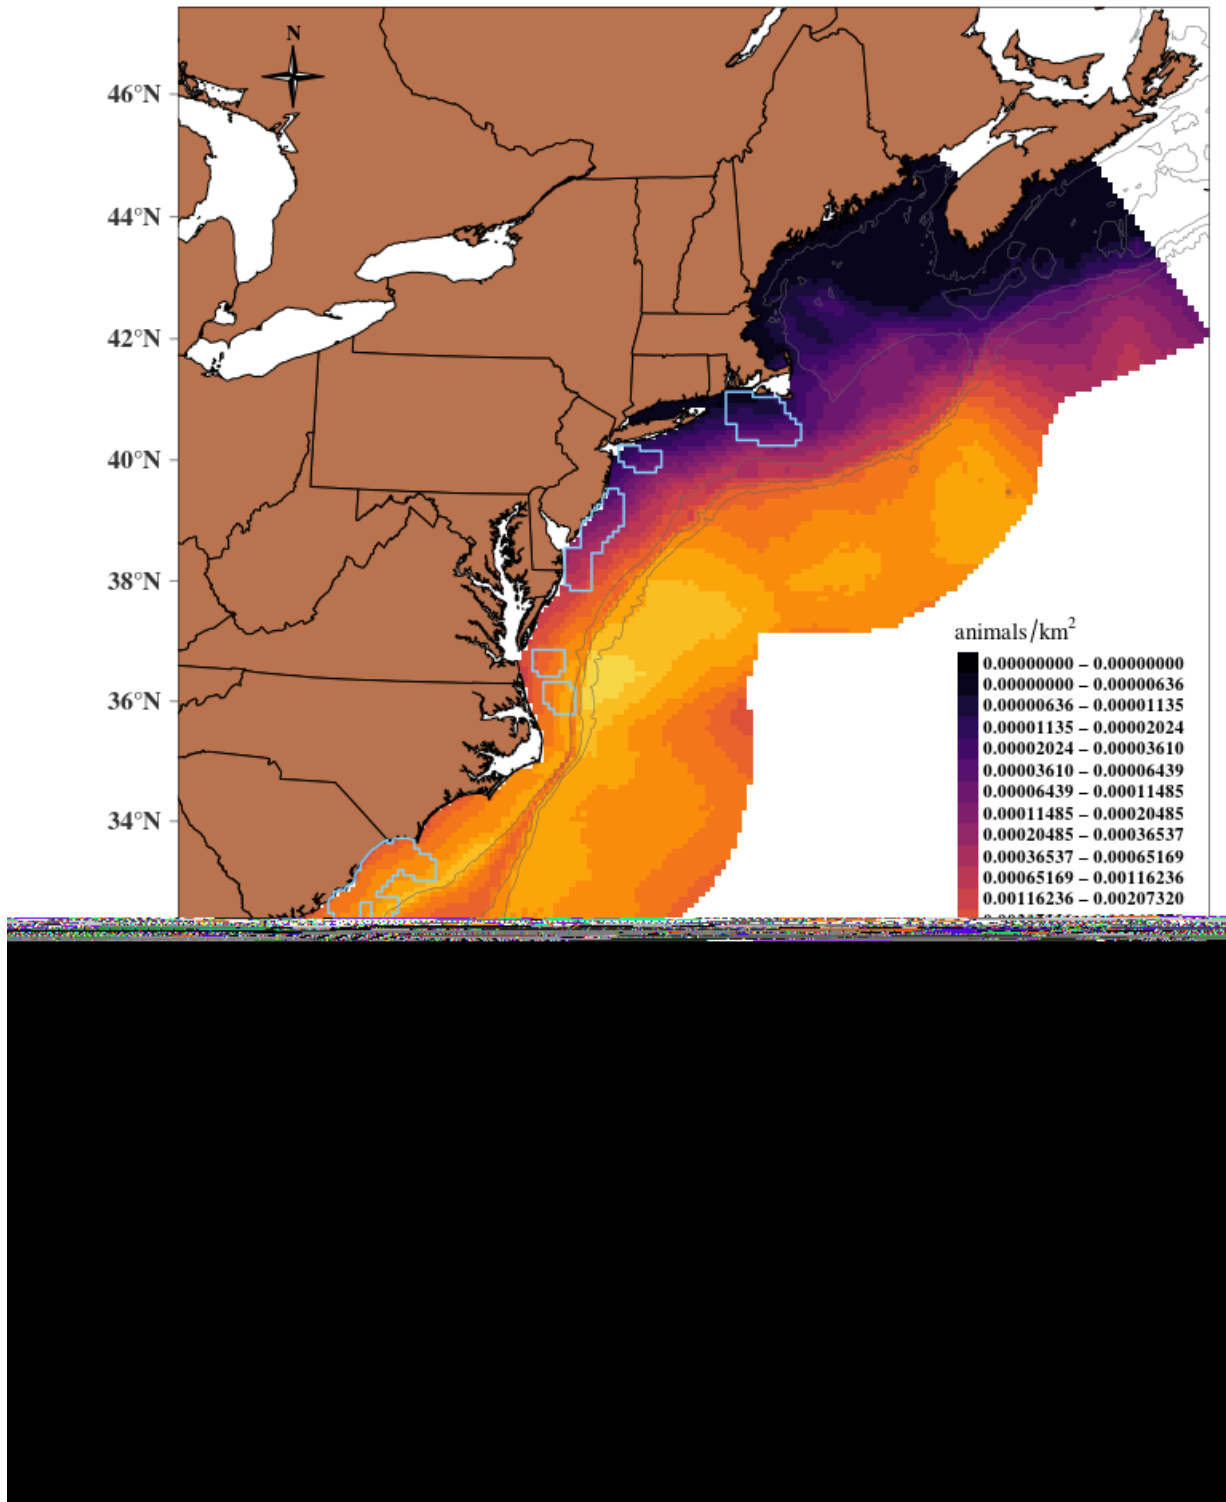 N
46°N
44°N
42°N
40°N
38°N
36°N
34°N
animals/km²
0.00000000 – 0.00000000
0.00000000 – 0.00000636
0.00000636 – 0.00001135
0.00001135 – 0.00002024
0.00002024 – 0.00003610
0.00003610 – 0.00006439
0.00006439 – 0.00011485
0.00011485 – 0.00020485
0.00020485 – 0.00036537
0.00036537 – 0.00065169
0.00065169 – 0.00116236
0.00116236 – 0.00207320